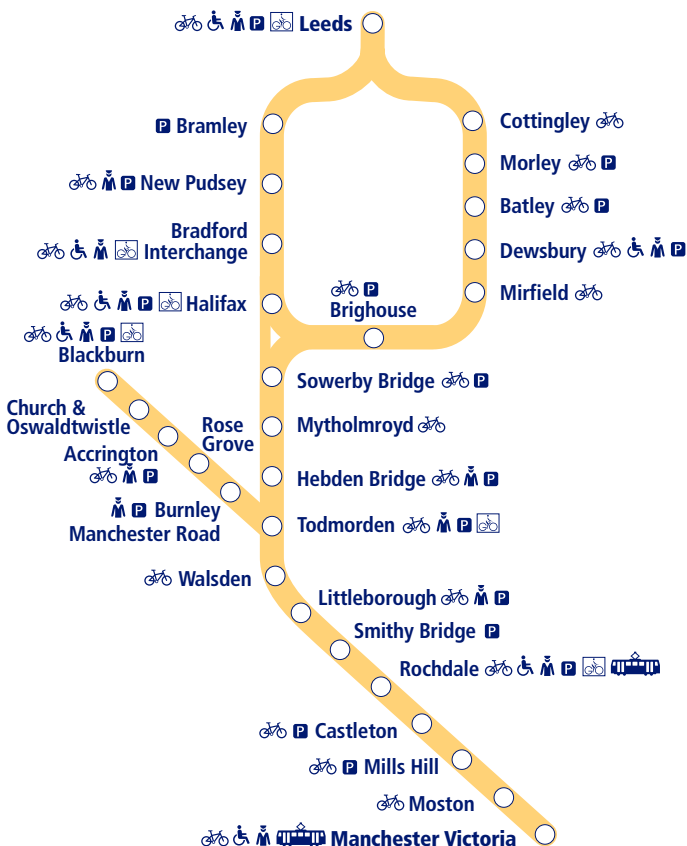 Leeds
P Bramley
Cottingley
Morley P
P New Pudsey
Batley P
Bradford
Interchange
Dewsbury P
Mirfield
P Halifax
P
Brighouse
P
Blackburn
Sowerby Bridge P
Church &
Oswaldtwistle
Rose
Grove
Mytholmroyd
Accrington
P
Hebden Bridge P
P Burnley
Manchester Road
Todmorden P
Walsden
Littleborough P
Smithy Bridge P
Rochdale P
P Castleton
P Mills Hill
Moston
Manchester Victoria